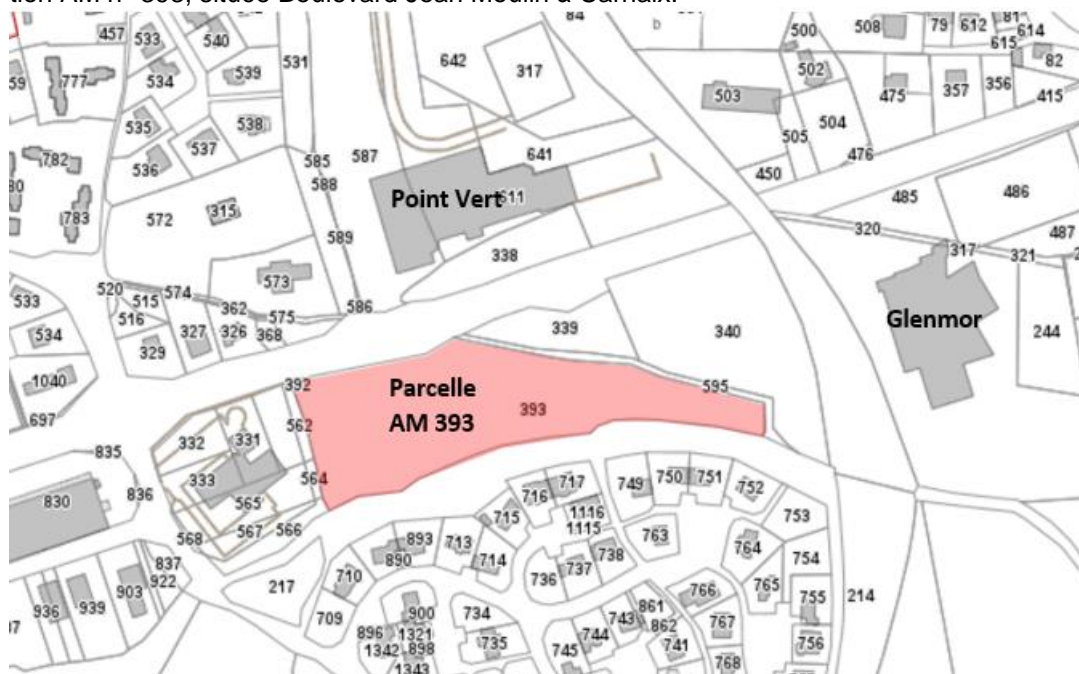 tion AM n° 393, située Boulevard Jean Moulin à Carhaix.
457 533 540 531 642 317 84 b 500 508 79 612 81 614
59 777 534 539 502 615 82
535 538 503 475 357 356 415
782 536 537 585 587 641 505 504
80 588 450 476
783 572 315 Point Vert 611 485 486
589 338 320 487
573 317 321
520 574 586
533 515 362 575 Glenmor
516 327 326 368 339 340 244
534 329
1040 392 Parcelle 595
697 AM 393 393
332 331 562
835
830 836 333 564
565 716 717 749 750 751 752
568 567 566 715 1116 753
1115
837 893 713 763 764 754
922 217 890 714 738
936 939 903 710 736 737 766 765 755 214
709 900 734 861 767
896 1321 743 862 756
1342 898 735 744 741
1343 745 768